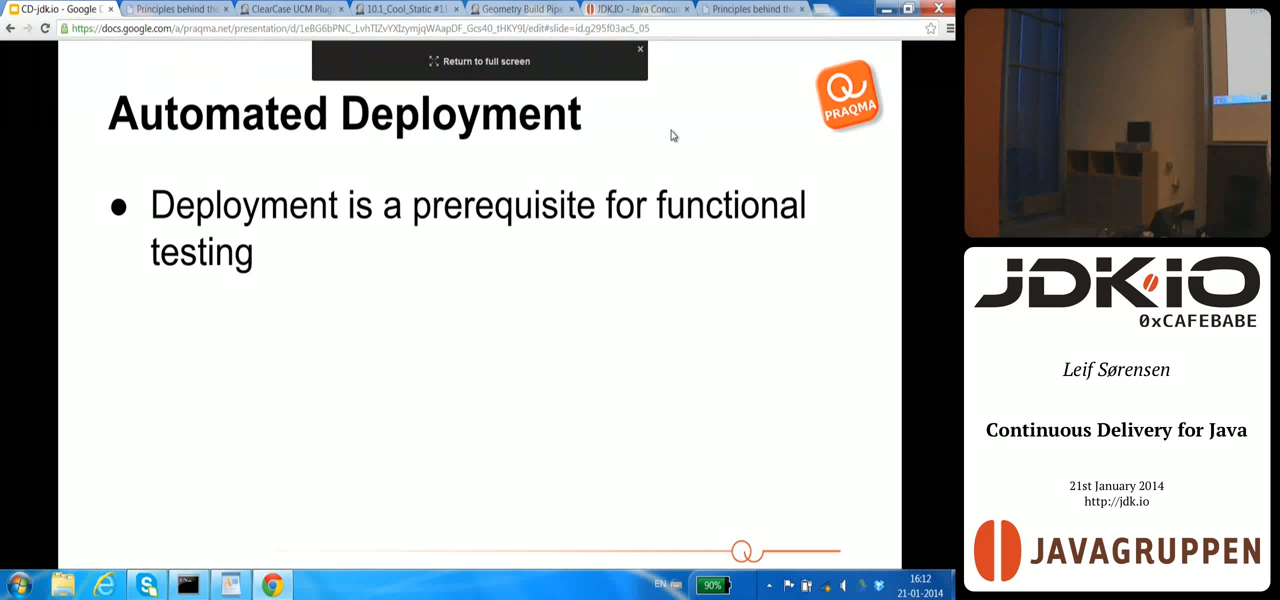 CD-jdk.io - Google
Principles behind the
ClearCase UCM Plug
10.1_Cool_Static #1
Geometry Build Pipe
JDK.IO - Java Concu
Principles behind the
https://docs.google.com/a/praqma.net/presentation/d/1eBG6bPNC_LvhTIZvYXIzymjqWAapDF_Gcs40_tHKY9I/edit#slide=id.g295f03ac5_05
Return to full screen
Automated Deployment
PRAQMA
● Deployment is a prerequisite for functional
testing
EN
90%
16:12
21-01-2014
JDK.IO
0xCAFEBABE
Leif Sørensen
Continuous Delivery for Java
21st January 2014
http://jdk.io
JAVAGRUPPEN